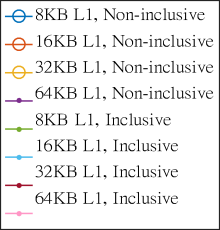 8KB L1, Non-inclusive
16KB L1, Non-inclusive
32KB L1, Non-inclusive
64KB L1, Non-inclusive
8KB L1, Inclusive
16KB L1, Inclusive
32KB L1, Inclusive
64KB L1, Inclusive